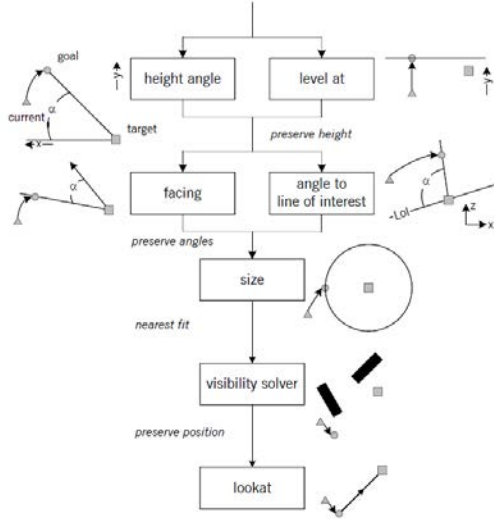 goal
—y→
height angle
level at
—y→
α
current
target
←x—
preserve height
α
facing
angle to
line of interest
α
-LoI
z
x
preserve angles
size
nearest fit
visibility solver
preserve position
lookat